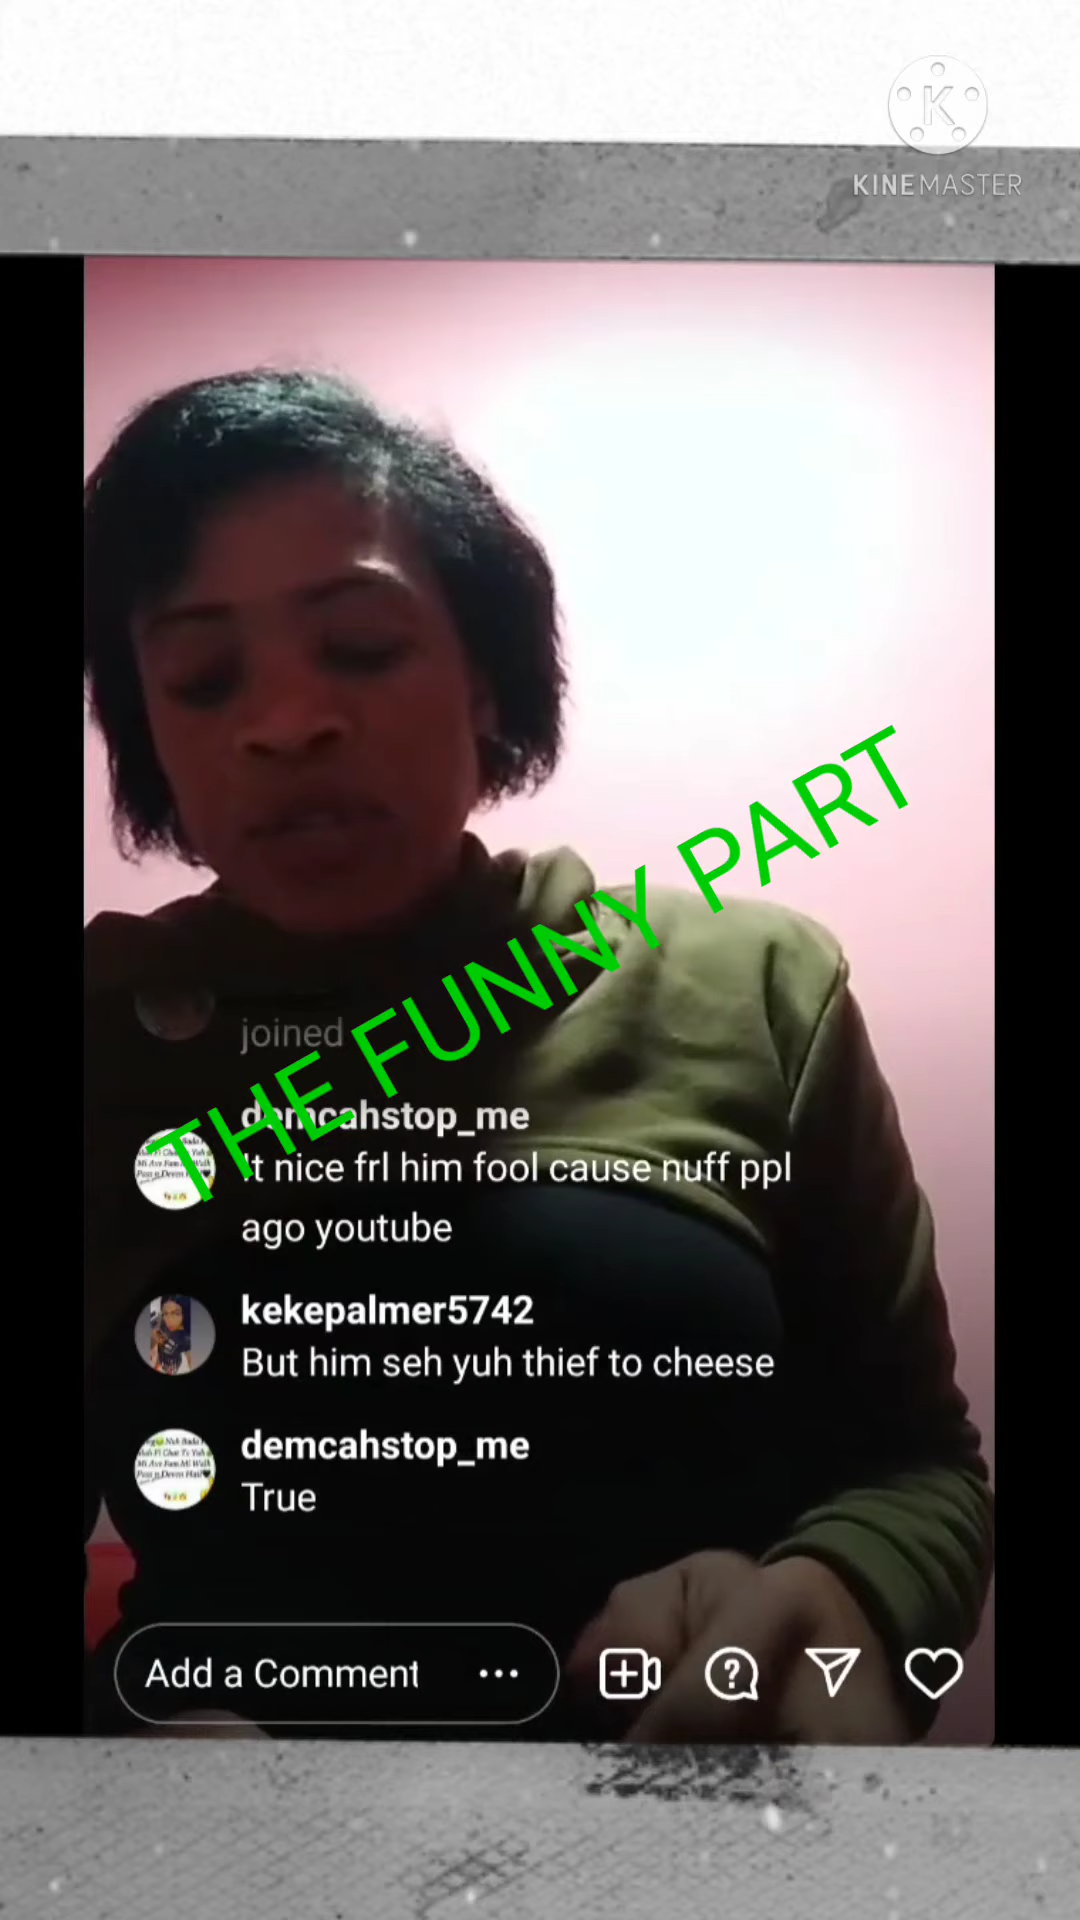 KINEMASTER
THE FUNNY PART
joined
demcahstop_me
It nice frl him fool cause nuff ppl
ago youtube
kekepalmer5742
But him seh yuh thief to cheese
demcahstop_me
True
Add a Comment